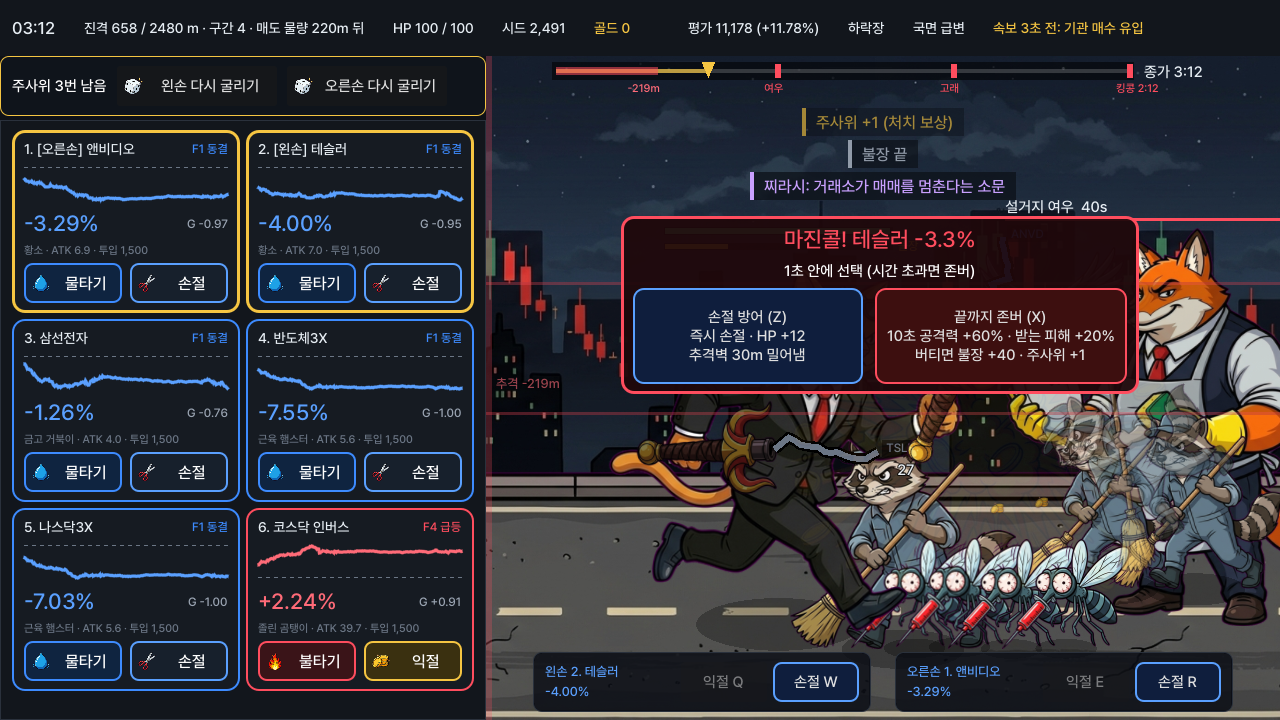 03:12 진격 658 / 2480 m · 구간 4 · 매도 물량 220m 뒤 HP 100 / 100 시드 2,491 골드 0 평가 11,178 (+11.78%) 하락장 국면 급변 속보 3초 전: 기관 매수 유입
주사위 3번 남음 왼손 다시 굴리기 오른손 다시 굴리기
1. [오른손] 앤비디오 F1 동결
-3.29% G -0.97
황소 · ATK 6.9 · 투입 1,500
물타기 손절
2. [왼손] 테슬러 F1 동결
-4.00% G -0.95
황소 · ATK 7.0 · 투입 1,500
물타기 손절
3. 삼선전자 F1 동결
-1.26% G -0.76
금고 거북이 · ATK 4.0 · 투입 1,500
물타기 손절
4. 반도체3X F1 동결
-7.55% G -1.00
근육 햄스터 · ATK 5.6 · 투입 1,500
물타기 손절
5. 나스닥3X F1 동결
-7.03% G -1.00
근육 햄스터 · ATK 5.6 · 투입 1,500
물타기 손절
6. 코스닥 인버스 F4 급등
+2.24% G +0.91
졸린 곰탱이 · ATK 39.7 · 투입 1,500
불타기 익절
종가 3:12
-219m 여우 고래 킹콩 2:12
주사위 +1 (처치 보상)
불장 끝
찌라시: 거래소가 매매를 멈춘다는 소문
설거지 여우 40s
마진콜! 테슬러 -3.3%
1초 안에 선택 (시간 초과면 존버)
손절 방어 (Z)
즉시 손절 · HP +12
추격벽 30m 밀어냄
끝까지 존버 (X)
10초 공격력 +60% · 받는 피해 +20%
버티면 불장 +40 · 주사위 +1
추격 -219m
TSL
27
왼손 2. 테슬러
-4.00%
익절 Q 손절 W
오른손 1. 앤비디오
-3.29%
익절 E 손절 R